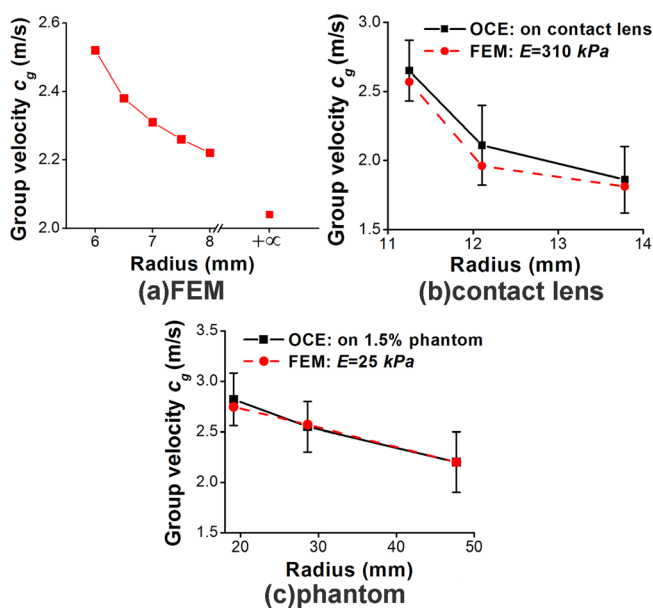 Group velocity c_g (m/s)
2.6
2.4
2.2
2.0
6
7
8
+∞
Radius (mm)
(a)FEM
Group velocity c_g (m/s)
3.0
2.5
2.0
1.5
OCE: on contact lens
FEM: E=310 kPa
11
12
13
14
Radius (mm)
(b)contact lens
Group velocity c_g (m/s)
3.5
3.0
2.5
2.0
1.5
OCE: on 1.5% phantom
FEM: E=25 kPa
20
30
40
50
Radius (mm)
(c)phantom